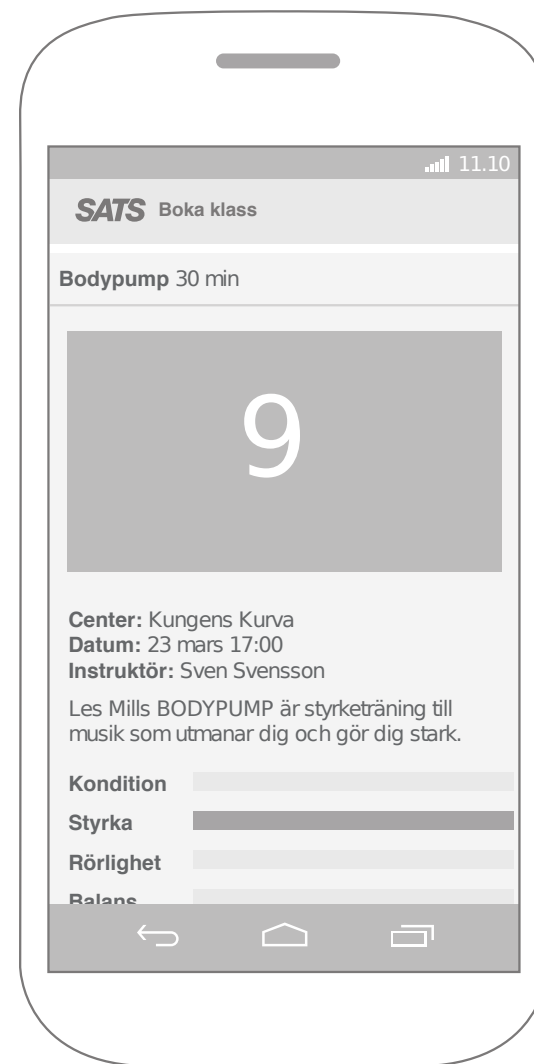 11.10
SATS Boka klass
Bodypump 30 min
9
Center: Kungens Kurva
Datum: 23 mars 17:00
Instruktör: Sven Svensson
Les Mills BODYPUMP är styrketräning till
musik som utmanar dig och gör dig stark.
Kondition
Styrka
Rörlighet
Balans